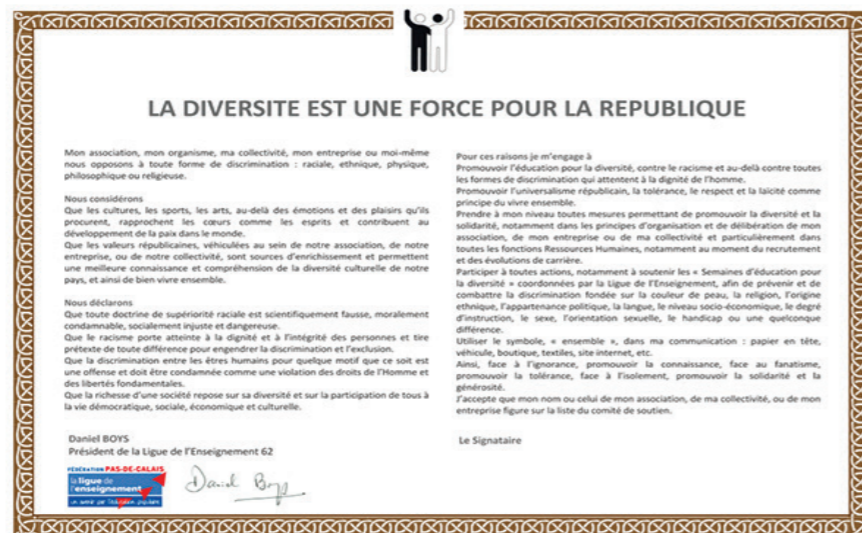 LA DIVERSITE EST UNE FORCE POUR LA REPUBLIQUE
Mon association, mon organisme, ma collectivité, mon entreprise ou moi-même
nous opposons à toute forme de discrimination : raciale, ethnique, physique,
philosophique ou religieuse.
Nous considérons
Que les cultures, les sports, les arts, au-delà des émotions et des plaisirs qu'ils
procurent, rapprochent les cœurs comme les esprits et contribuent au
développement de la paix dans le monde.
Que les valeurs républicaines, véhiculées au sein de notre association, de notre
entreprise, ou de notre collectivité, sont sources d'enrichissement et permettent
une meilleure connaissance et compréhension de la diversité culturelle de notre
pays, et ainsi de bien vivre ensemble.
Nous déclarons
Que toute doctrine de supériorité raciale est scientifiquement fausse, moralement
condamnable, socialement injuste et dangereuse.
Que le racisme porte atteinte à la dignité et à l'intégrité des personnes et tire
prétexte de toute différence pour engendrer la discrimination et l'exclusion.
Que la discrimination entre les êtres humains pour quelque motif que ce soit est
une offense et doit être condamnée comme une violation des droits de l'Homme et
des libertés fondamentales.
Que la richesse d'une société repose sur sa diversité et sur la participation de tous à
la vie démocratique, sociale, économique et culturelle.
Daniel BOYS
Président de la Ligue de l'Enseignement 62
FÉDÉRATION PAS-DE-CALAIS
la ligue de
l'enseignement
un avenir par l'éducation populaire
Daniel Boys
Pour ces raisons je m'engage à
Promouvoir l'éducation pour la diversité, contre le racisme et au-delà contre toutes
les formes de discrimination qui attentent à la dignité de l'homme.
Promouvoir l'universalisme républicain, la tolérance, le respect et la laïcité comme
principe du vivre ensemble.
Prendre à mon niveau toutes mesures permettant de promouvoir la diversité et la
solidarité, notamment dans les principes d'organisation et de délibération de mon
association, de mon entreprise ou de ma collectivité et particulièrement dans
toutes les fonctions Ressources Humaines, notamment au moment du recrutement
et des évolutions de carrière.
Participer à toutes actions, notamment à soutenir les « Semaines d'éducation pour
la diversité » coordonnées par la Ligue de l'Enseignement, afin de prévenir et de
combattre la discrimination fondée sur la couleur de peau, la religion, l'origine
ethnique, l'appartenance politique, la langue, le niveau socio-économique, le degré
d'instruction, le sexe, l'orientation sexuelle, le handicap ou une quelconque
différence.
Utiliser le symbole, « ensemble », dans ma communication : papier en tête,
véhicule, boutique, textiles, site internet, etc.
Ainsi, face à l'ignorance, promouvoir la connaissance, face au fanatisme,
promouvoir la tolérance, face à l'isolement, promouvoir la solidarité et la
générosité.
J'accepte que mon nom ou celui de mon association, de ma collectivité, ou de mon
entreprise figure sur la liste du comité de soutien.
Le Signataire